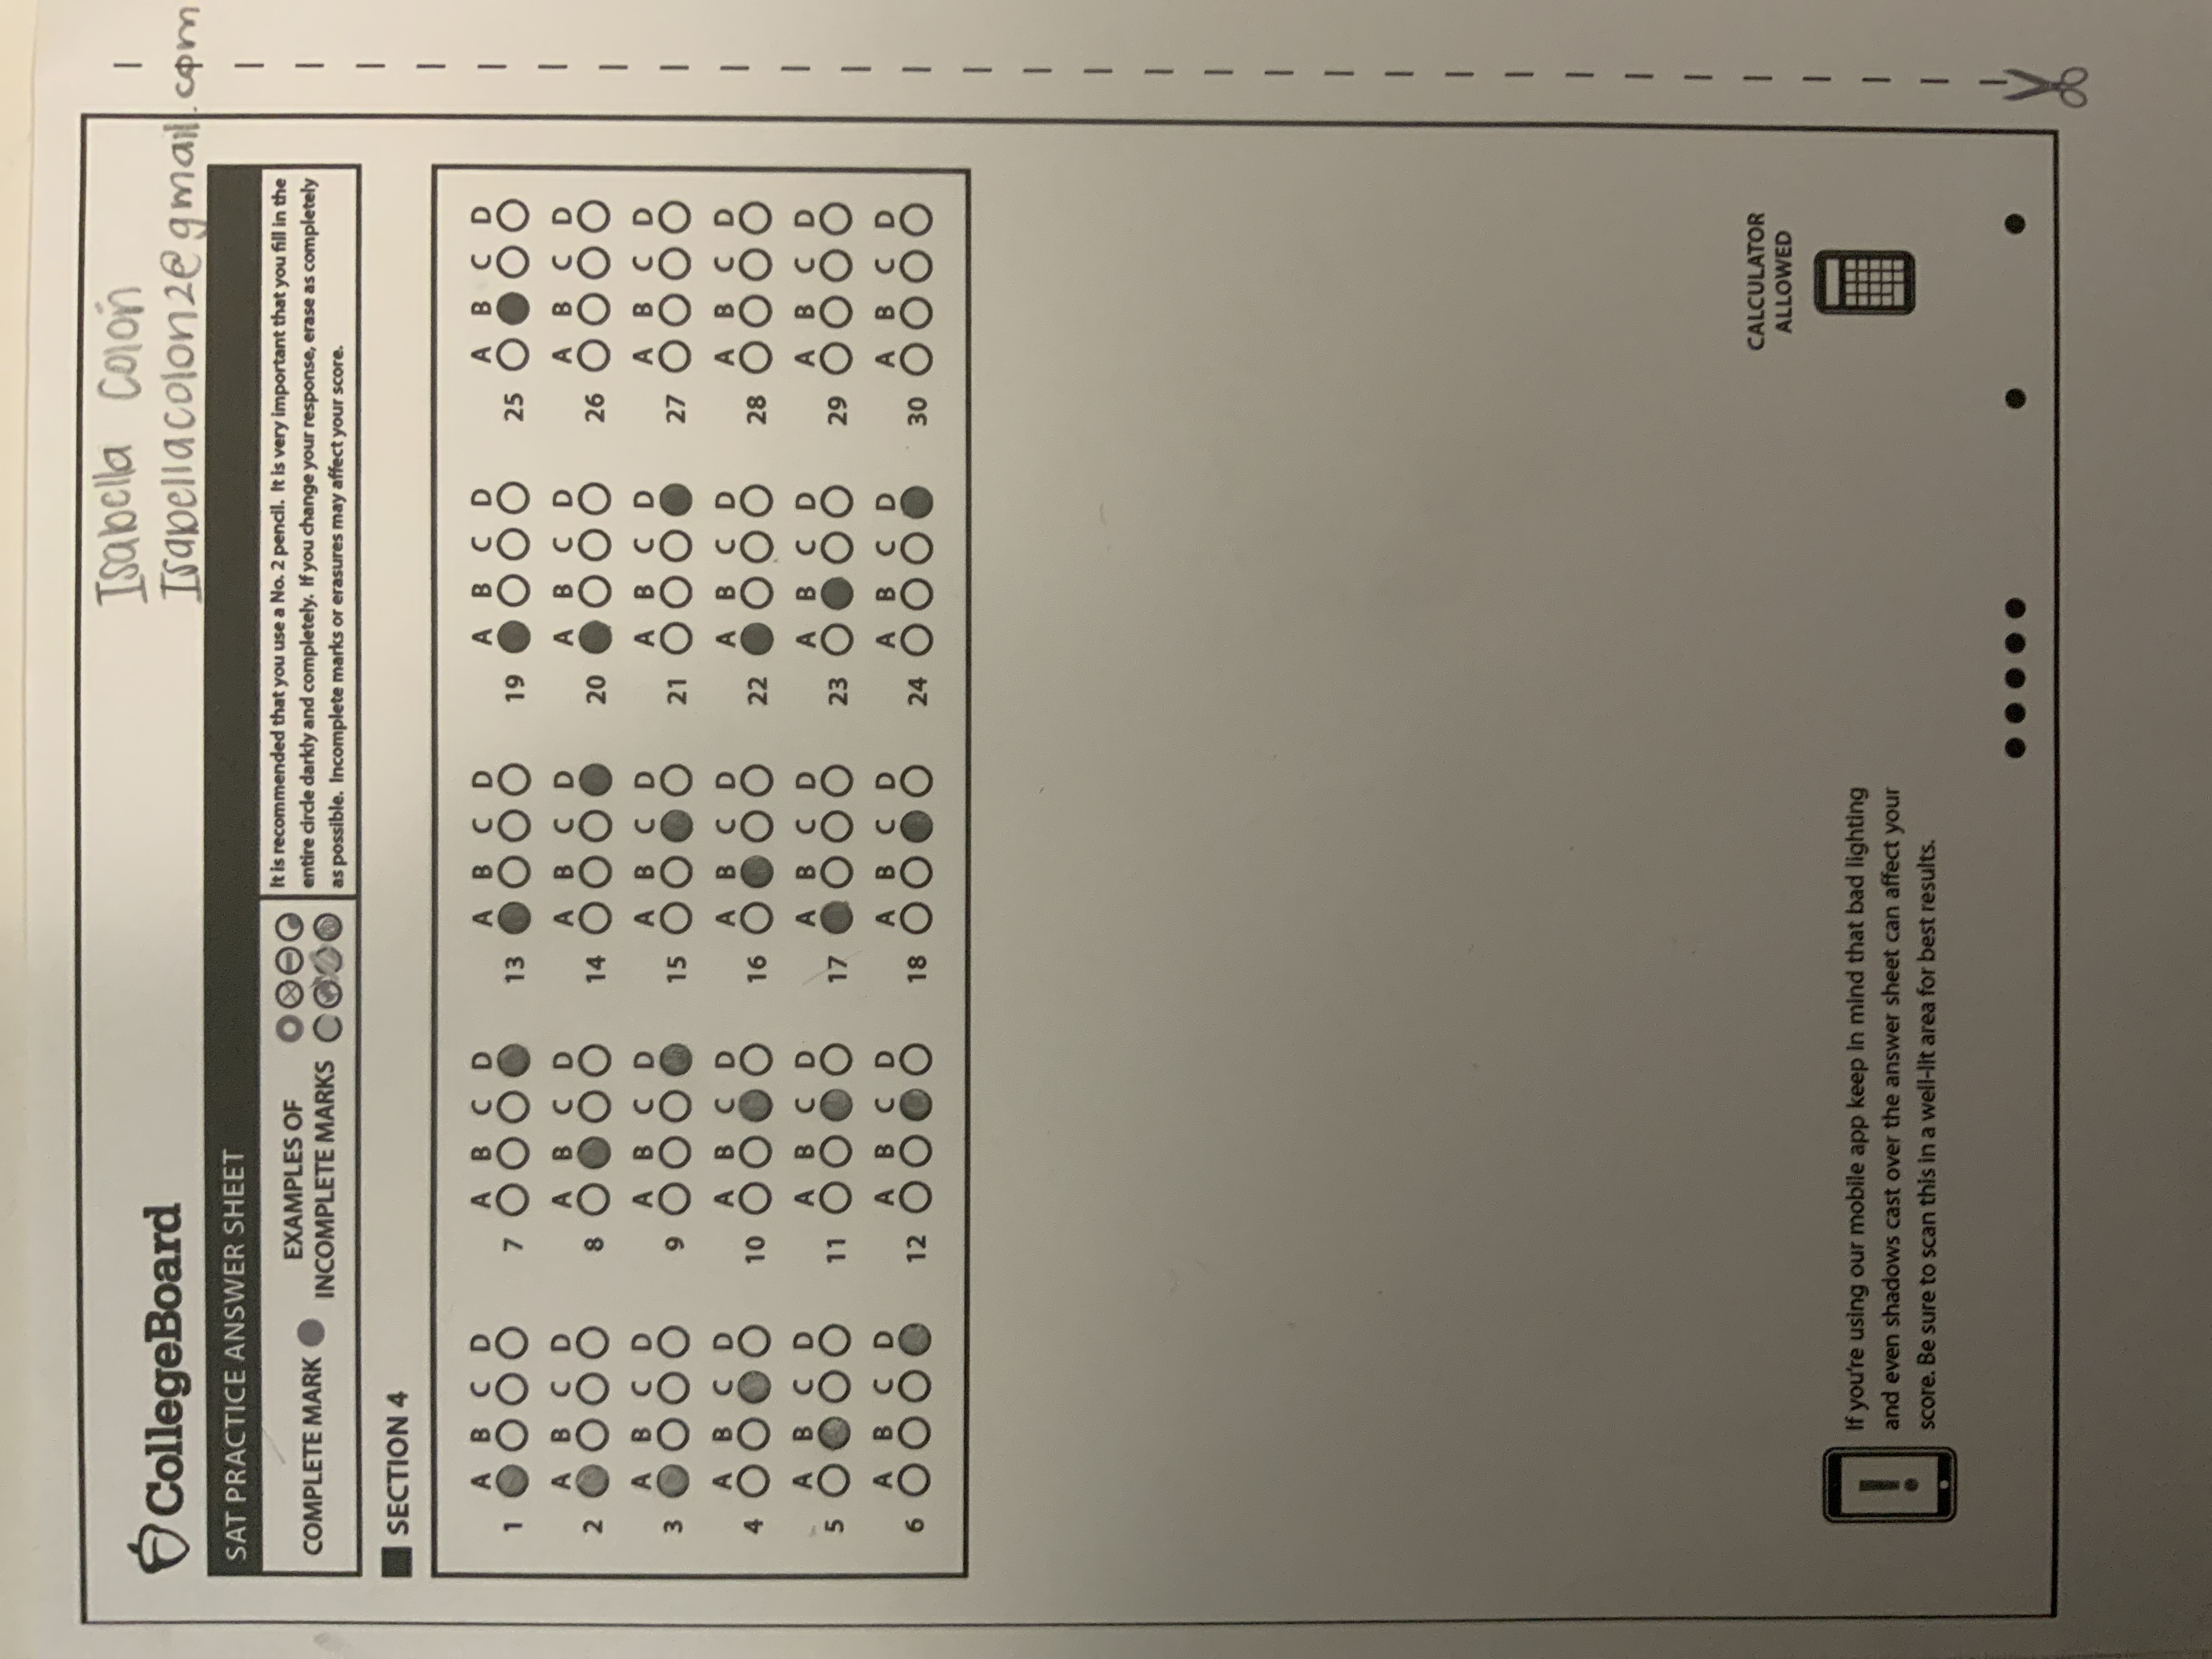 Isabella Colon
Isabellacolon2@gmail.com
CollegeBoard
SAT PRACTICE ANSWER SHEET
COMPLETE MARK
EXAMPLES OF
INCOMPLETE MARKS
It is recommended that you use a No. 2 pencil. It is very important that you fill in the
entire circle darkly and completely. If you change your response, erase as completely
as possible. Incomplete marks or erasures may affect your score.
SECTION 4
A B C D A B C D A B C D A B C D A B C D
1 7 13 19 25
A B C D A B C D A B C D A B C D A B C D
2 8 14 20 26
A B C D A B C D A B C D A B C D A B C D
3 9 15 21 27
A B C D A B C D A B C D A B C D A B C D
4 10 16 22 28
A B C D A B C D A B C D A B C D A B C D
5 11 17 23 29
A B C D A B C D A B C D A B C D A B C D
6 12 18 24 30
CALCULATOR
ALLOWED
If you're using our mobile app keep in mind that bad lighting
and even shadows cast over the answer sheet can affect your
score. Be sure to scan this in a well-lit area for best results.